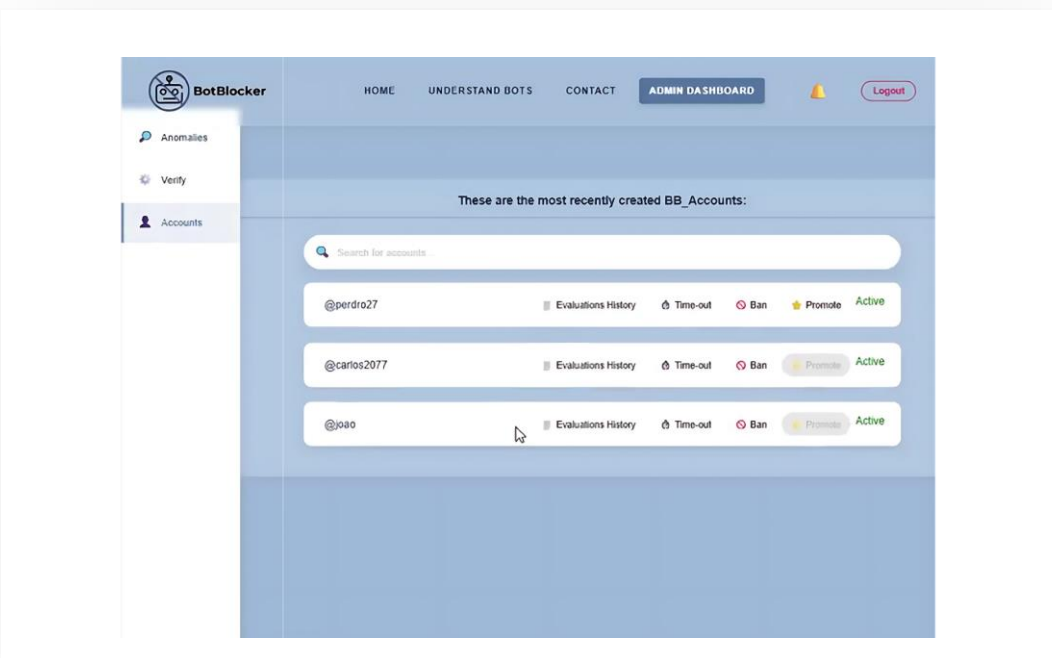 BotBlocker
HOME UNDERSTAND BOTS CONTACT ADMIN DASHBOARD Logout
Anomalies
Verify
Accounts
These are the most recently created BB_Accounts:
Search for accounts...
@perdro27 Evaluations History Time-out Ban Promote Active
@carlos2077 Evaluations History Time-out Ban Promote Active
@joao Evaluations History Time-out Ban Promote Active